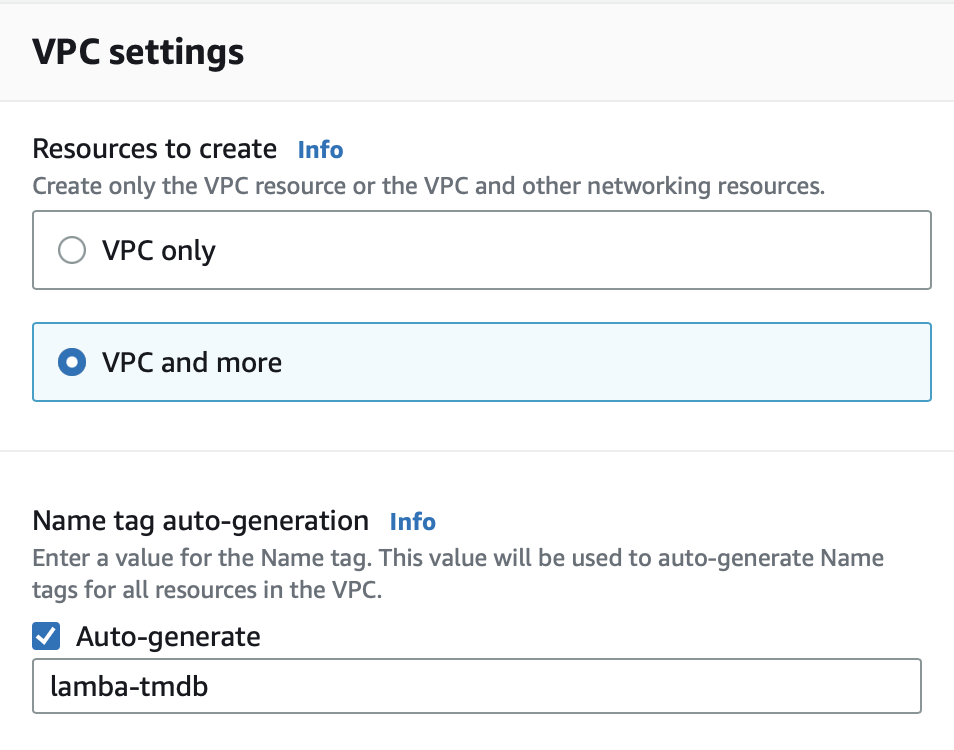 VPC settings
Resources to create Info
Create only the VPC resource or the VPC and other networking resources.
VPC only
VPC and more
Name tag auto-generation Info
Enter a value for the Name tag. This value will be used to auto-generate Name
tags for all resources in the VPC.
Auto-generate
lamba-tmdb